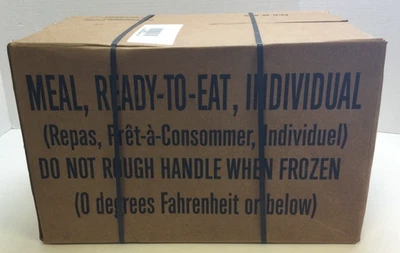 MEAL, READY-TO-EAT, INDIVIDUAL
(Repas, Prêt-à-Consommer, Individuel)
DO NOT ROUGH HANDLE WHEN FROZEN
(0 degrees Fahrenheit or below)